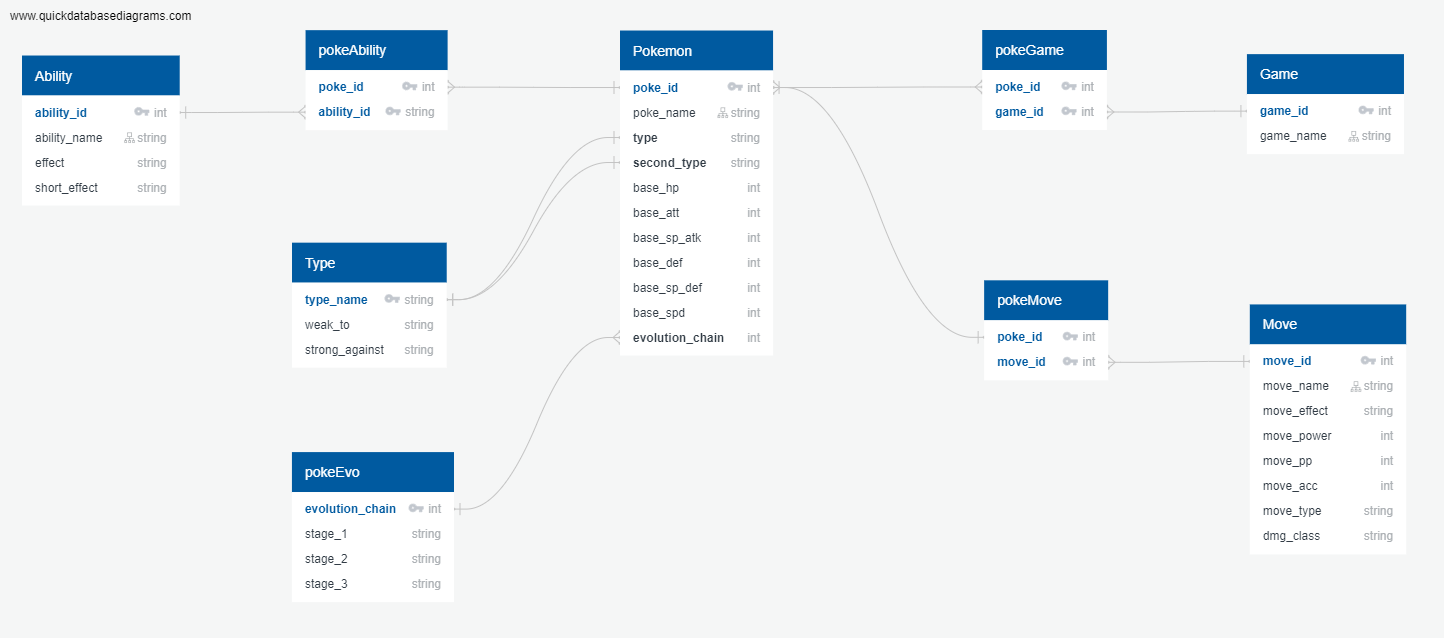 www.quickdatabasediagrams.com
Ability
ability_id int
ability_name string
effect string
short_effect string
pokeAbility
poke_id int
ability_id string
Type
type_name string
weak_to string
strong_against string
pokeEvo
evolution_chain int
stage_1 string
stage_2 string
stage_3 string
Pokemon
poke_id int
poke_name string
type string
second_type string
base_hp int
base_att int
base_sp_atk int
base_def int
base_sp_def int
base_spd int
evolution_chain int
pokeGame
poke_id int
game_id int
pokeMove
poke_id int
move_id int
Game
game_id int
game_name string
Move
move_id int
move_name string
move_effect string
move_power int
move_pp int
move_acc int
move_type string
dmg_class string